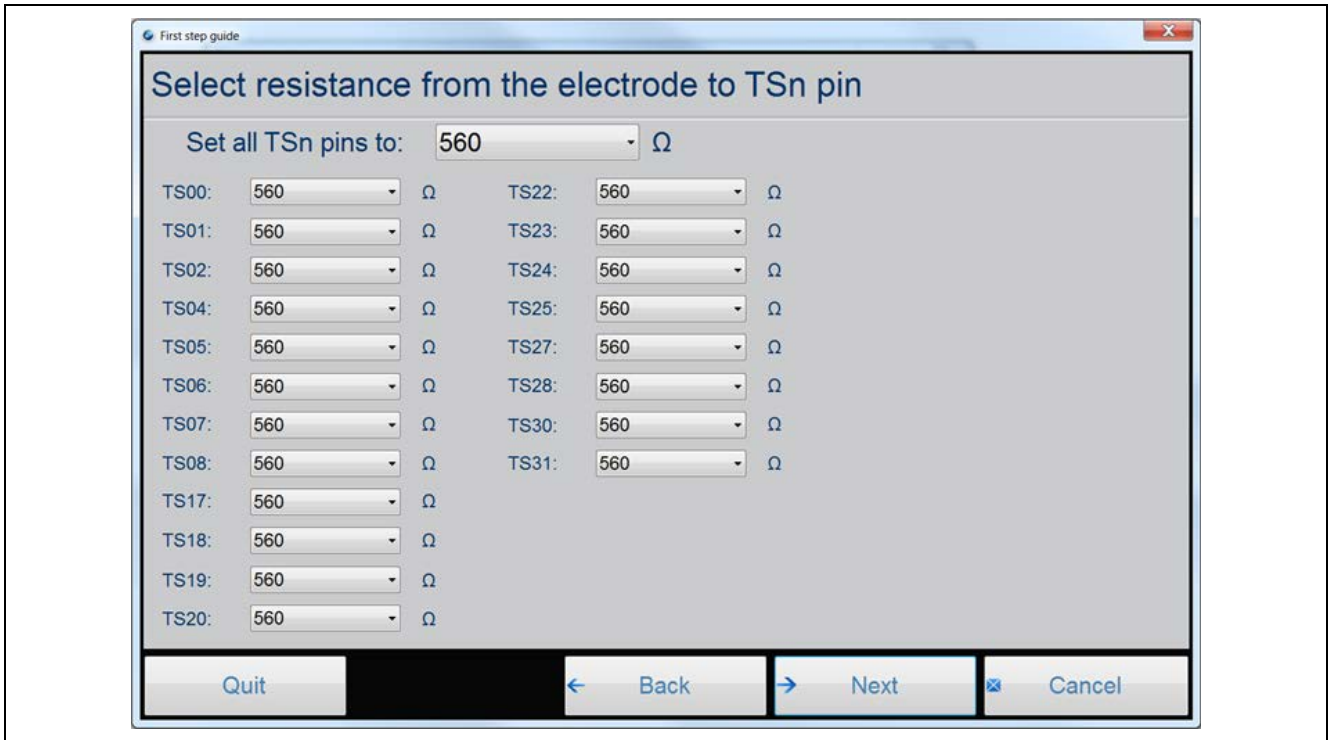 First step guide
Select resistance from the electrode to TSn pin
Set all TSn pins to: 560 Ω
TS00: 560 Ω TS22: 560 Ω
TS01: 560 Ω TS23: 560 Ω
TS02: 560 Ω TS24: 560 Ω
TS04: 560 Ω TS25: 560 Ω
TS05: 560 Ω TS27: 560 Ω
TS06: 560 Ω TS28: 560 Ω
TS07: 560 Ω TS30: 560 Ω
TS08: 560 Ω TS31: 560 Ω
TS17: 560 Ω
TS18: 560 Ω
TS19: 560 Ω
TS20: 560 Ω
Quit Back Next Cancel